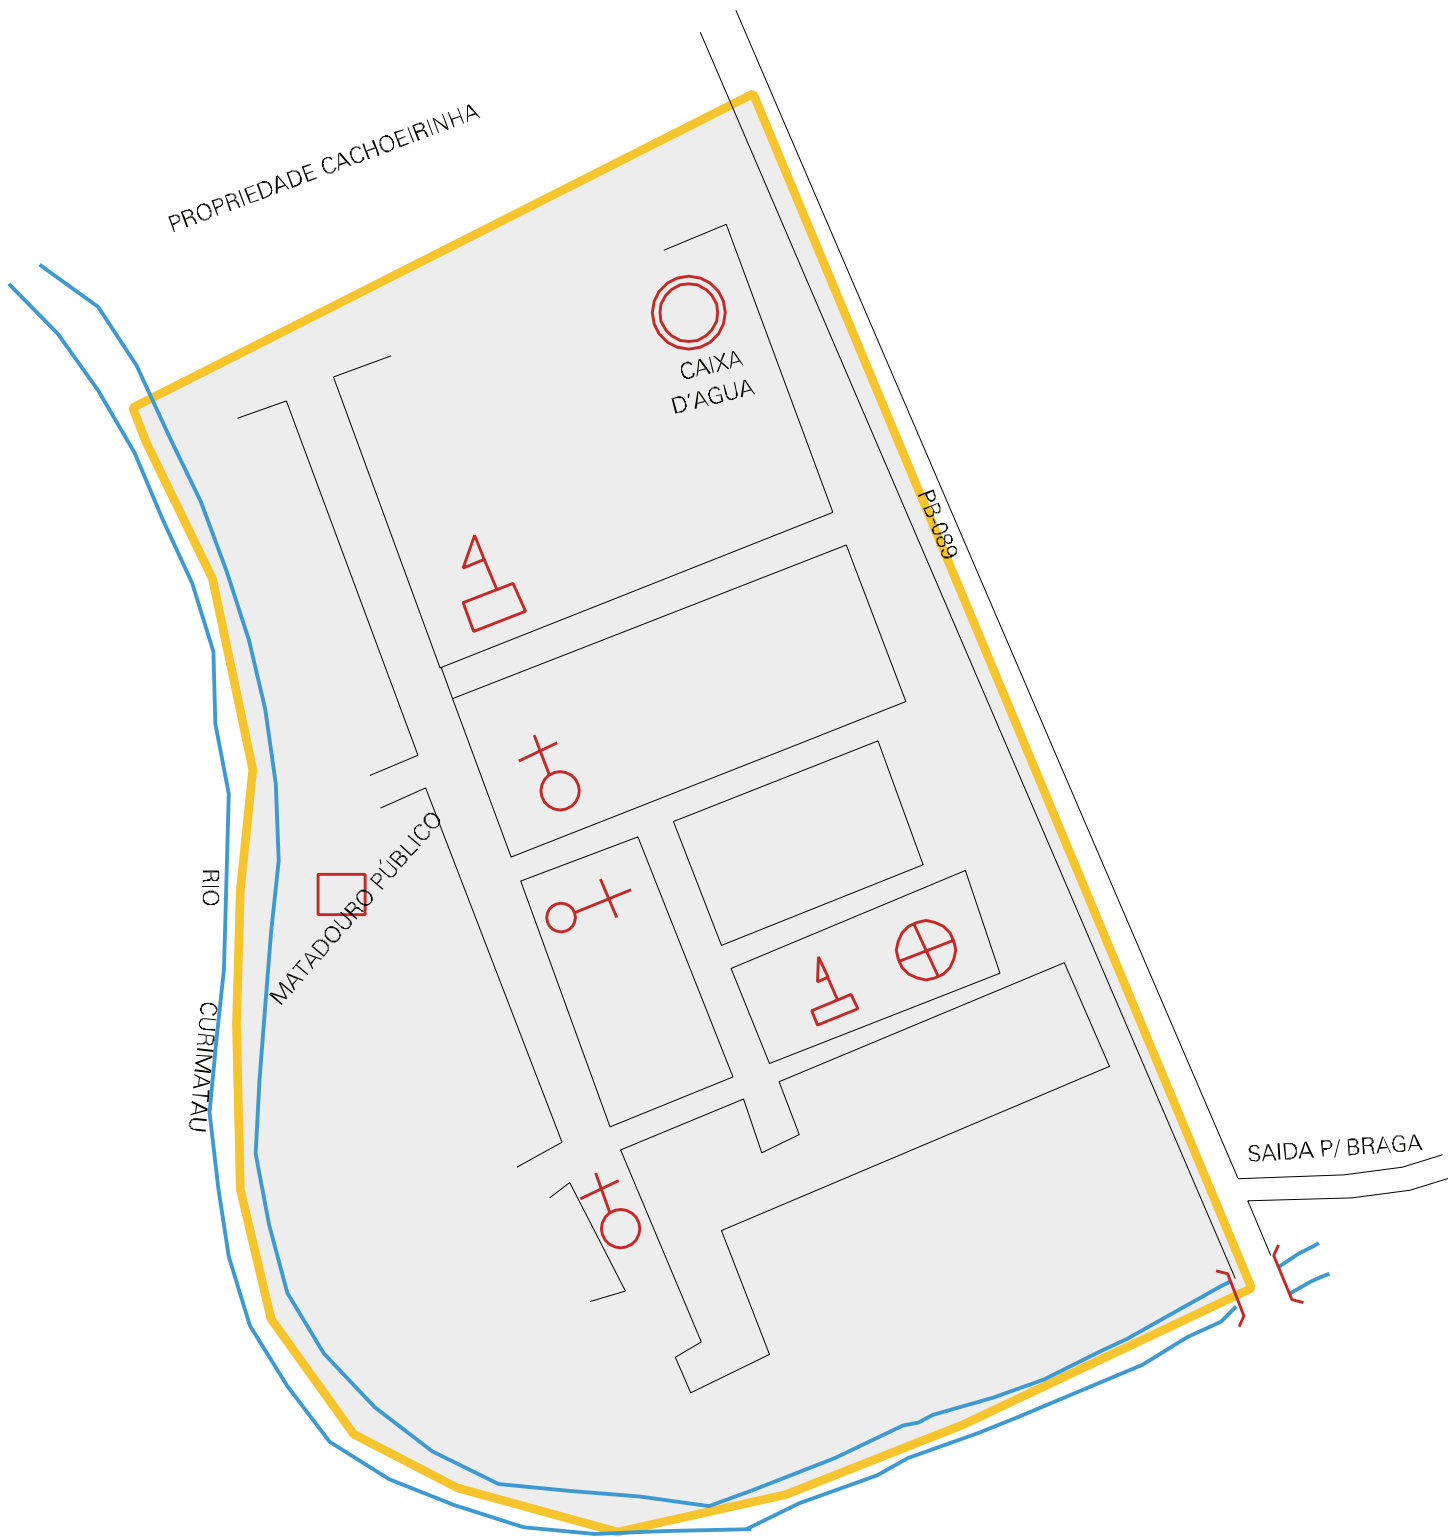 PROPRIEDADE CACHOEIRINHA
CAIXA
D'AGUA
PB-089
MATADOURO PÚBLICO
RIO
CURIMATAU
SAIDA P/ BRAGA